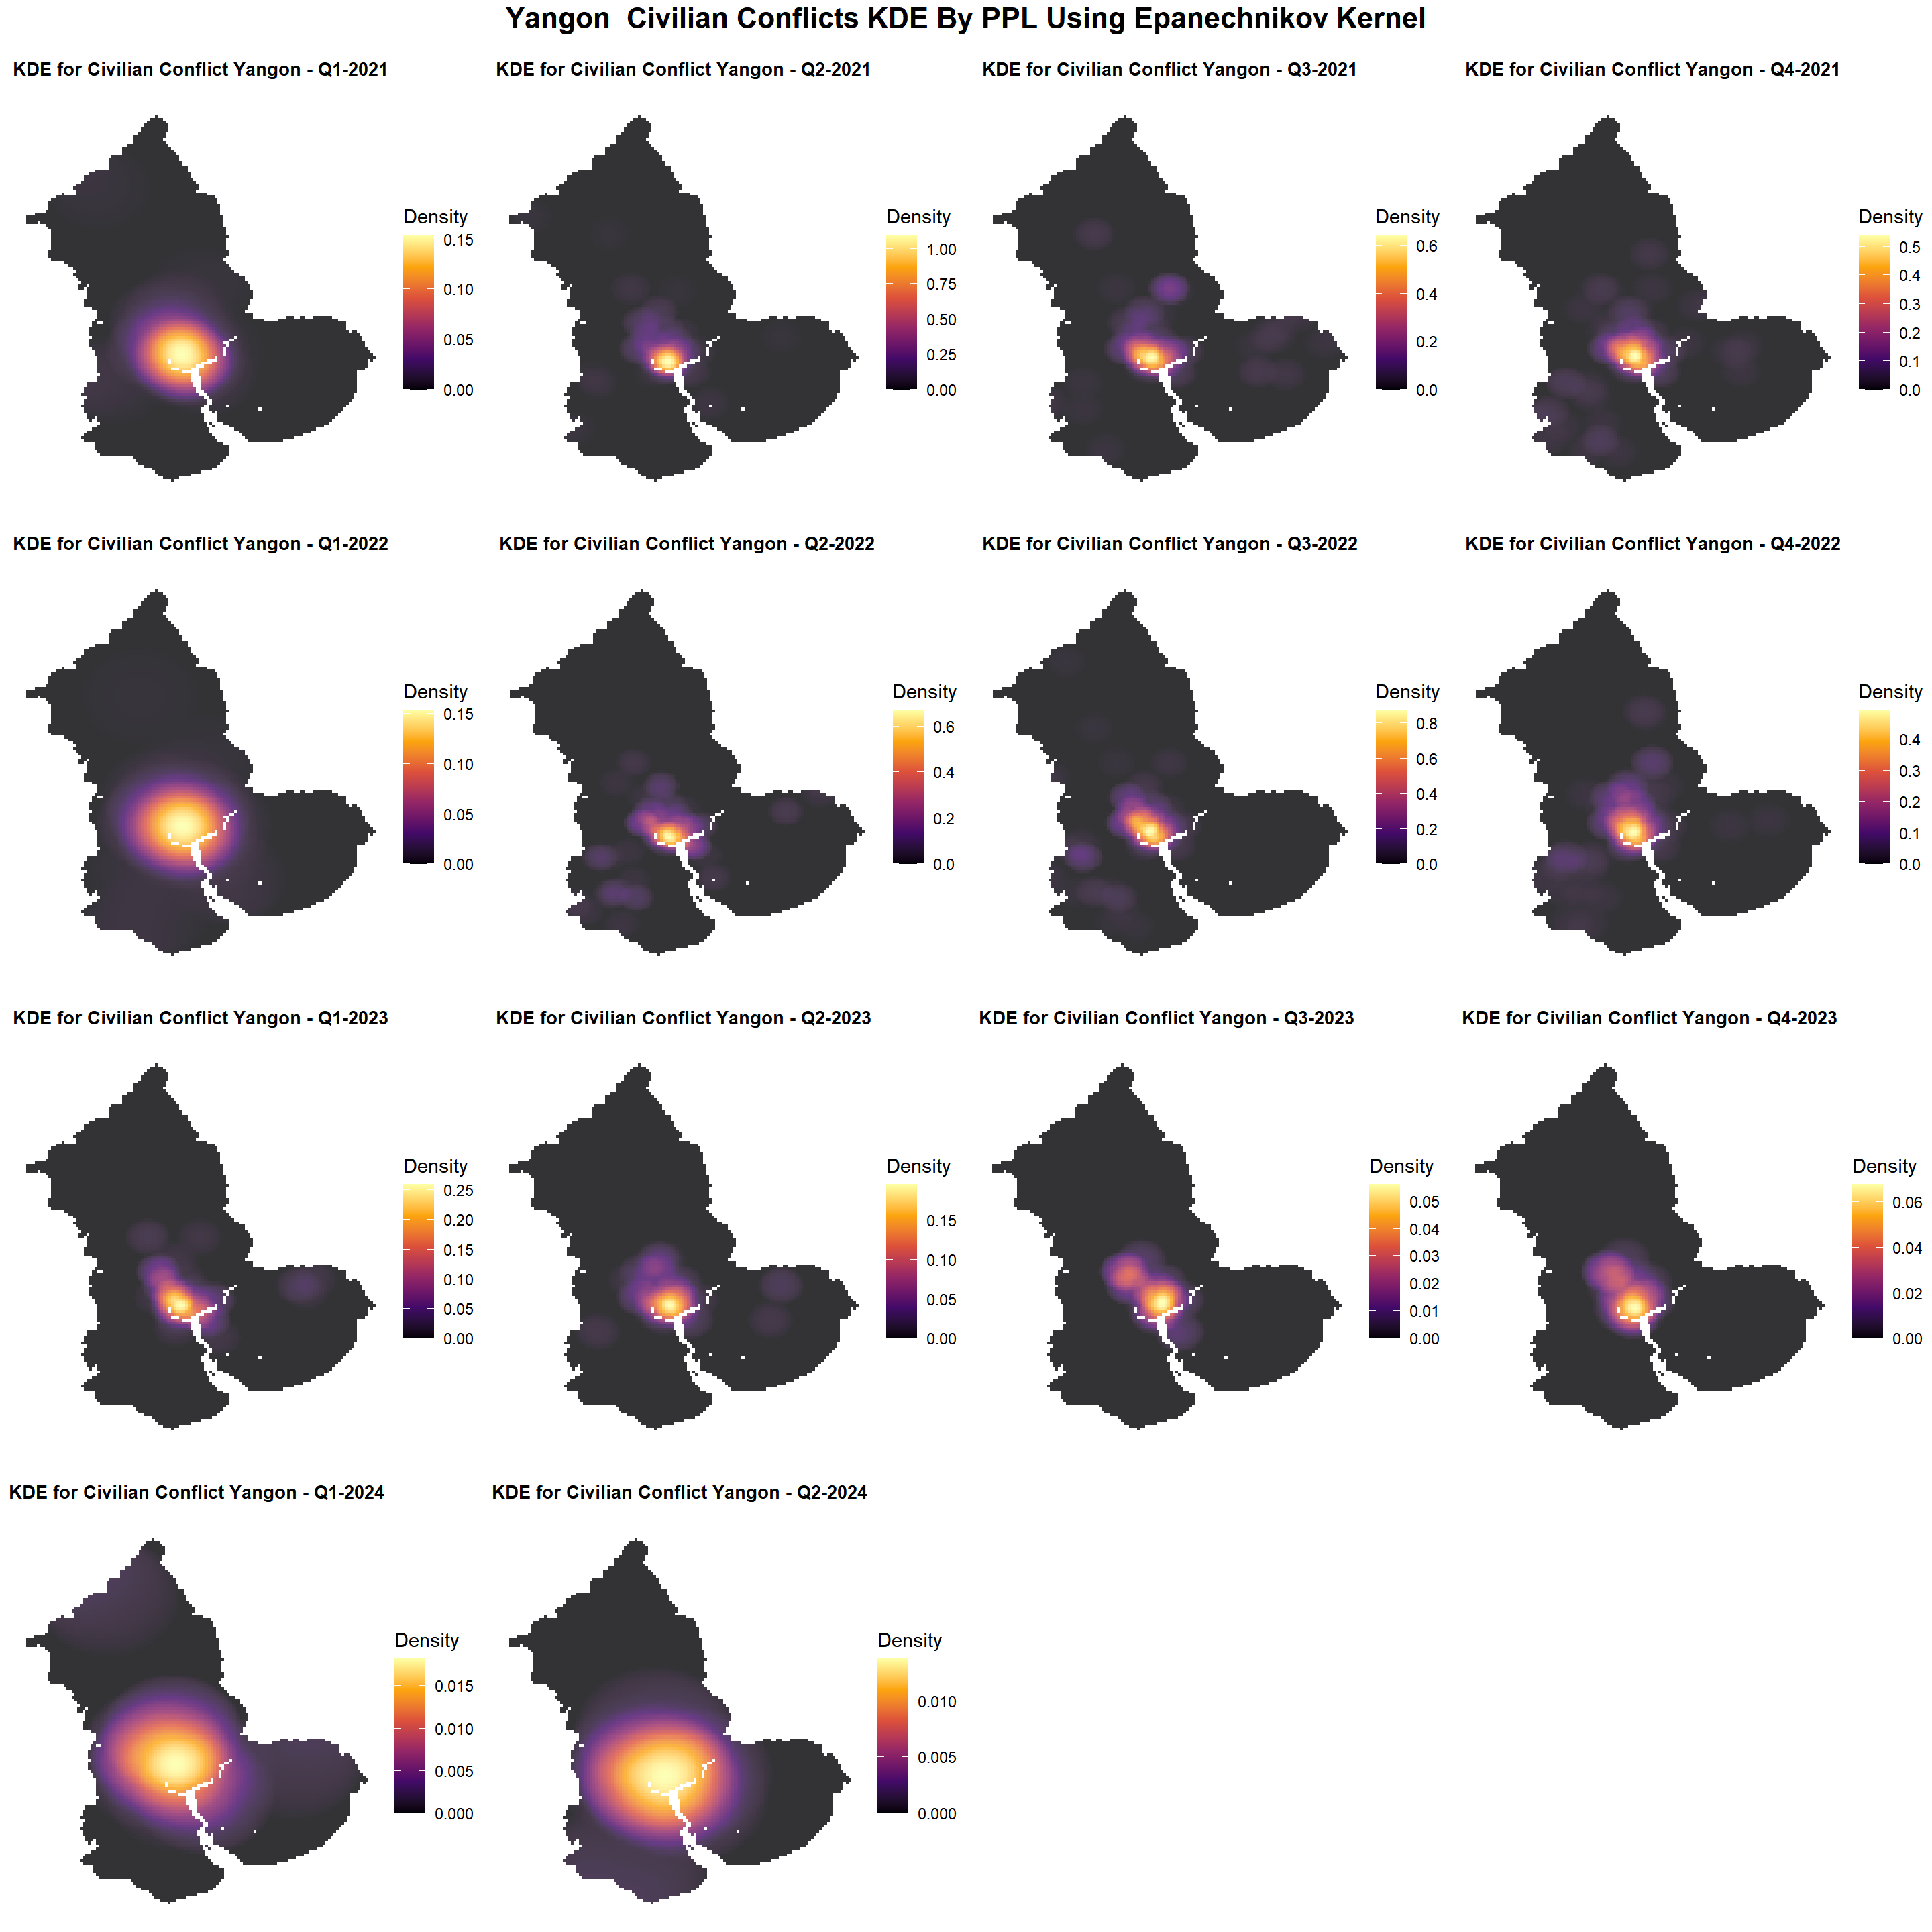 Yangon  Civilian Conflicts KDE By PPL Using Epanechnikov Kernel
KDE for Civilian Conflict Yangon - Q1-2021
Density
0.15
0.10
0.05
0.00
KDE for Civilian Conflict Yangon - Q2-2021
Density
1.00
0.75
0.50
0.25
0.00
KDE for Civilian Conflict Yangon - Q3-2021
Density
0.6
0.4
0.2
0.0
KDE for Civilian Conflict Yangon - Q4-2021
Density
0.5
0.4
0.3
0.2
0.1
0.0
KDE for Civilian Conflict Yangon - Q1-2022
Density
0.15
0.10
0.05
0.00
KDE for Civilian Conflict Yangon - Q2-2022
Density
0.6
0.4
0.2
0.0
KDE for Civilian Conflict Yangon - Q3-2022
Density
0.8
0.6
0.4
0.2
0.0
KDE for Civilian Conflict Yangon - Q4-2022
Density
0.4
0.3
0.2
0.1
0.0
KDE for Civilian Conflict Yangon - Q1-2023
Density
0.25
0.20
0.15
0.10
0.05
0.00
KDE for Civilian Conflict Yangon - Q2-2023
Density
0.15
0.10
0.05
0.00
KDE for Civilian Conflict Yangon - Q3-2023
Density
0.05
0.04
0.03
0.02
0.01
0.00
KDE for Civilian Conflict Yangon - Q4-2023
Density
0.06
0.04
0.02
0.00
KDE for Civilian Conflict Yangon - Q1-2024
Density
0.015
0.010
0.005
0.000
KDE for Civilian Conflict Yangon - Q2-2024
Density
0.010
0.005
0.000